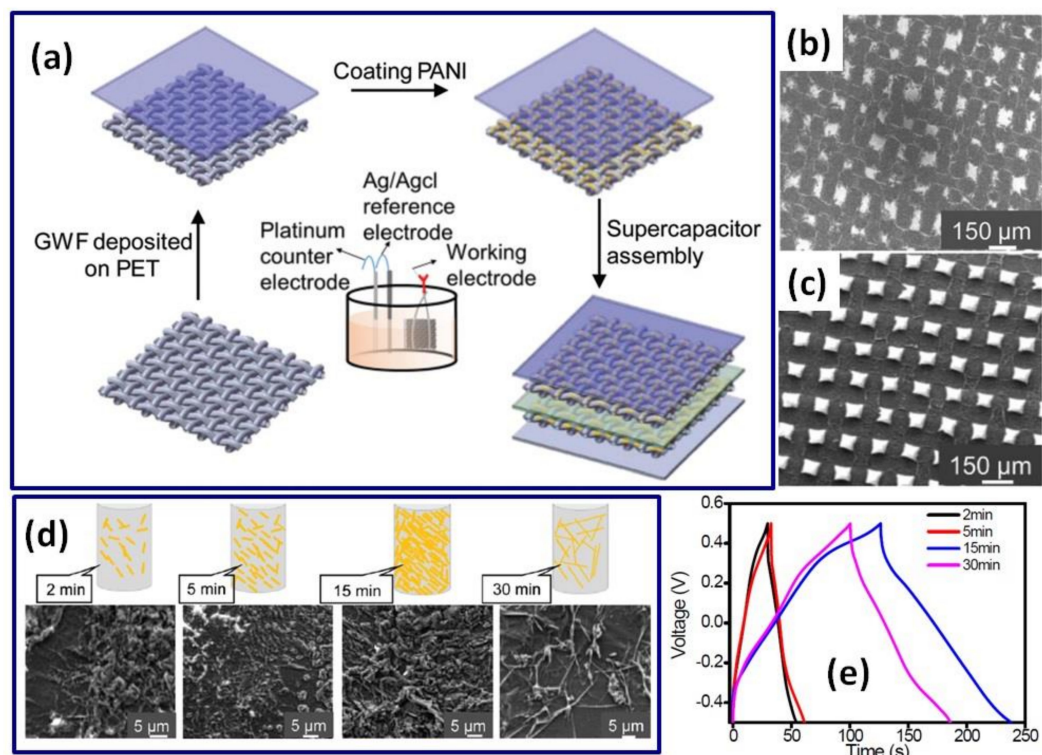 (a)
Coating PANI
Ag/Agcl
reference
electrode
Platinum
counter
electrode
Working
electrode
GWF deposited
on PET
Supercapacitor
assembly
(b)
150 µm
(c)
150 µm
(d)
2 min
5 min
15 min
30 min
5 µm
5 µm
5 µm
5 µm
0.6
0.4
0.2
0.0
-0.2
-0.4
Voltage (V)
2min
5min
15min
30min
(e)
0 50 100 150 200 250
Time (s)